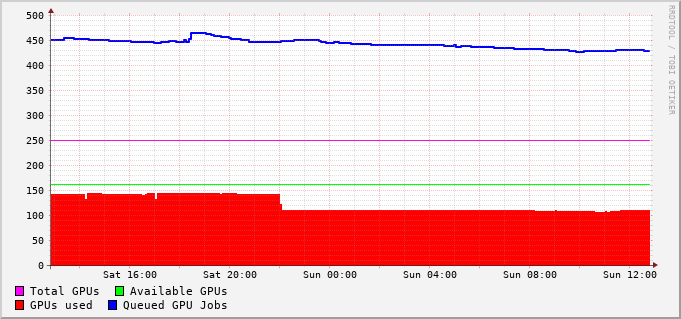 500
450
400
350
300
250
200
150
100
50
0
Sat 16:00 Sat 20:00 Sun 00:00 Sun 04:00 Sun 08:00 Sun 12:00
Total GPUs Available GPUs
GPUs used Queued GPU Jobs
RRDTOOL / TOBI OETIKER